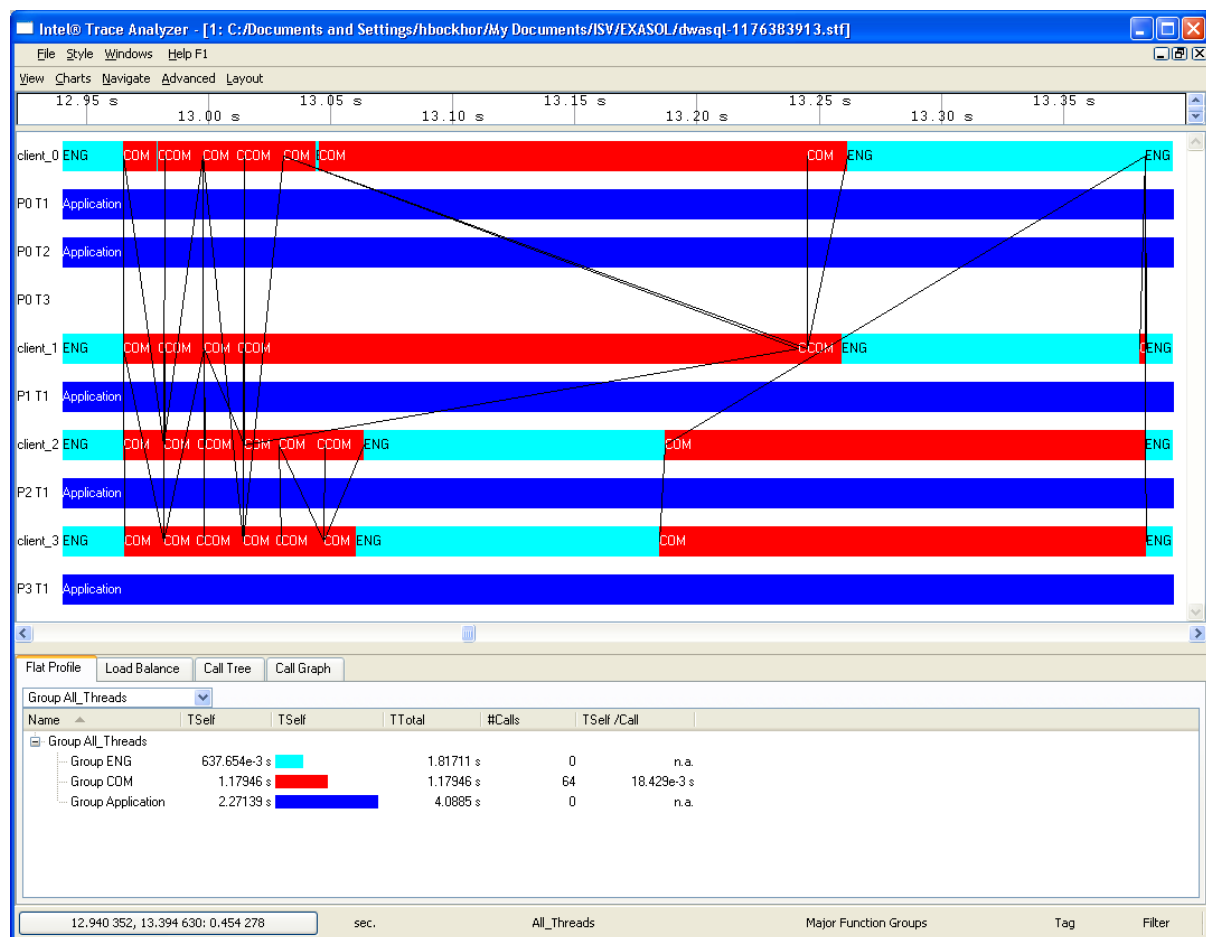 Intel® Trace Analyzer - [1: C:/Documents and Settings/hbockhor/My Documents/ISV/EXASOL/dwasql-1176383913.stf]
File Style Windows Help F1
View Charts Navigate Advanced Layout
12.95 s 13.05 s 13.15 s 13.25 s 13.35 s
13.00 s 13.10 s 13.20 s 13.30 s
client_0 ENG COM CCOM COM CCOM COM COM COM ENG ENG
P0 T1 Application
P0 T2 Application
P0 T3
client_1 ENG COM CCOM COM CCOM CCOM ENG CENG
P1 T1 Application
client_2 ENG COM COM CCOM COM COM CCOM ENG COM ENG
P2 T1 Application
client_3 ENG COM COM CCOM COM CCOM COM ENG COM ENG
P3 T1 Application
Flat Profile Load Balance Call Tree Call Graph
Group All_Threads
Name TSelf TSelf TTotal #Calls TSelf /Call
Group All_Threads
Group ENG 637.654e-3 s 1.81711 s 0 n.a.
Group COM 1.17946 s 1.17946 s 64 18.429e-3 s
Group Application 2.27139 s 4.0885 s 0 n.a.
12.940 352, 13.394 630: 0.454 278 sec. All_Threads Major Function Groups Tag Filter